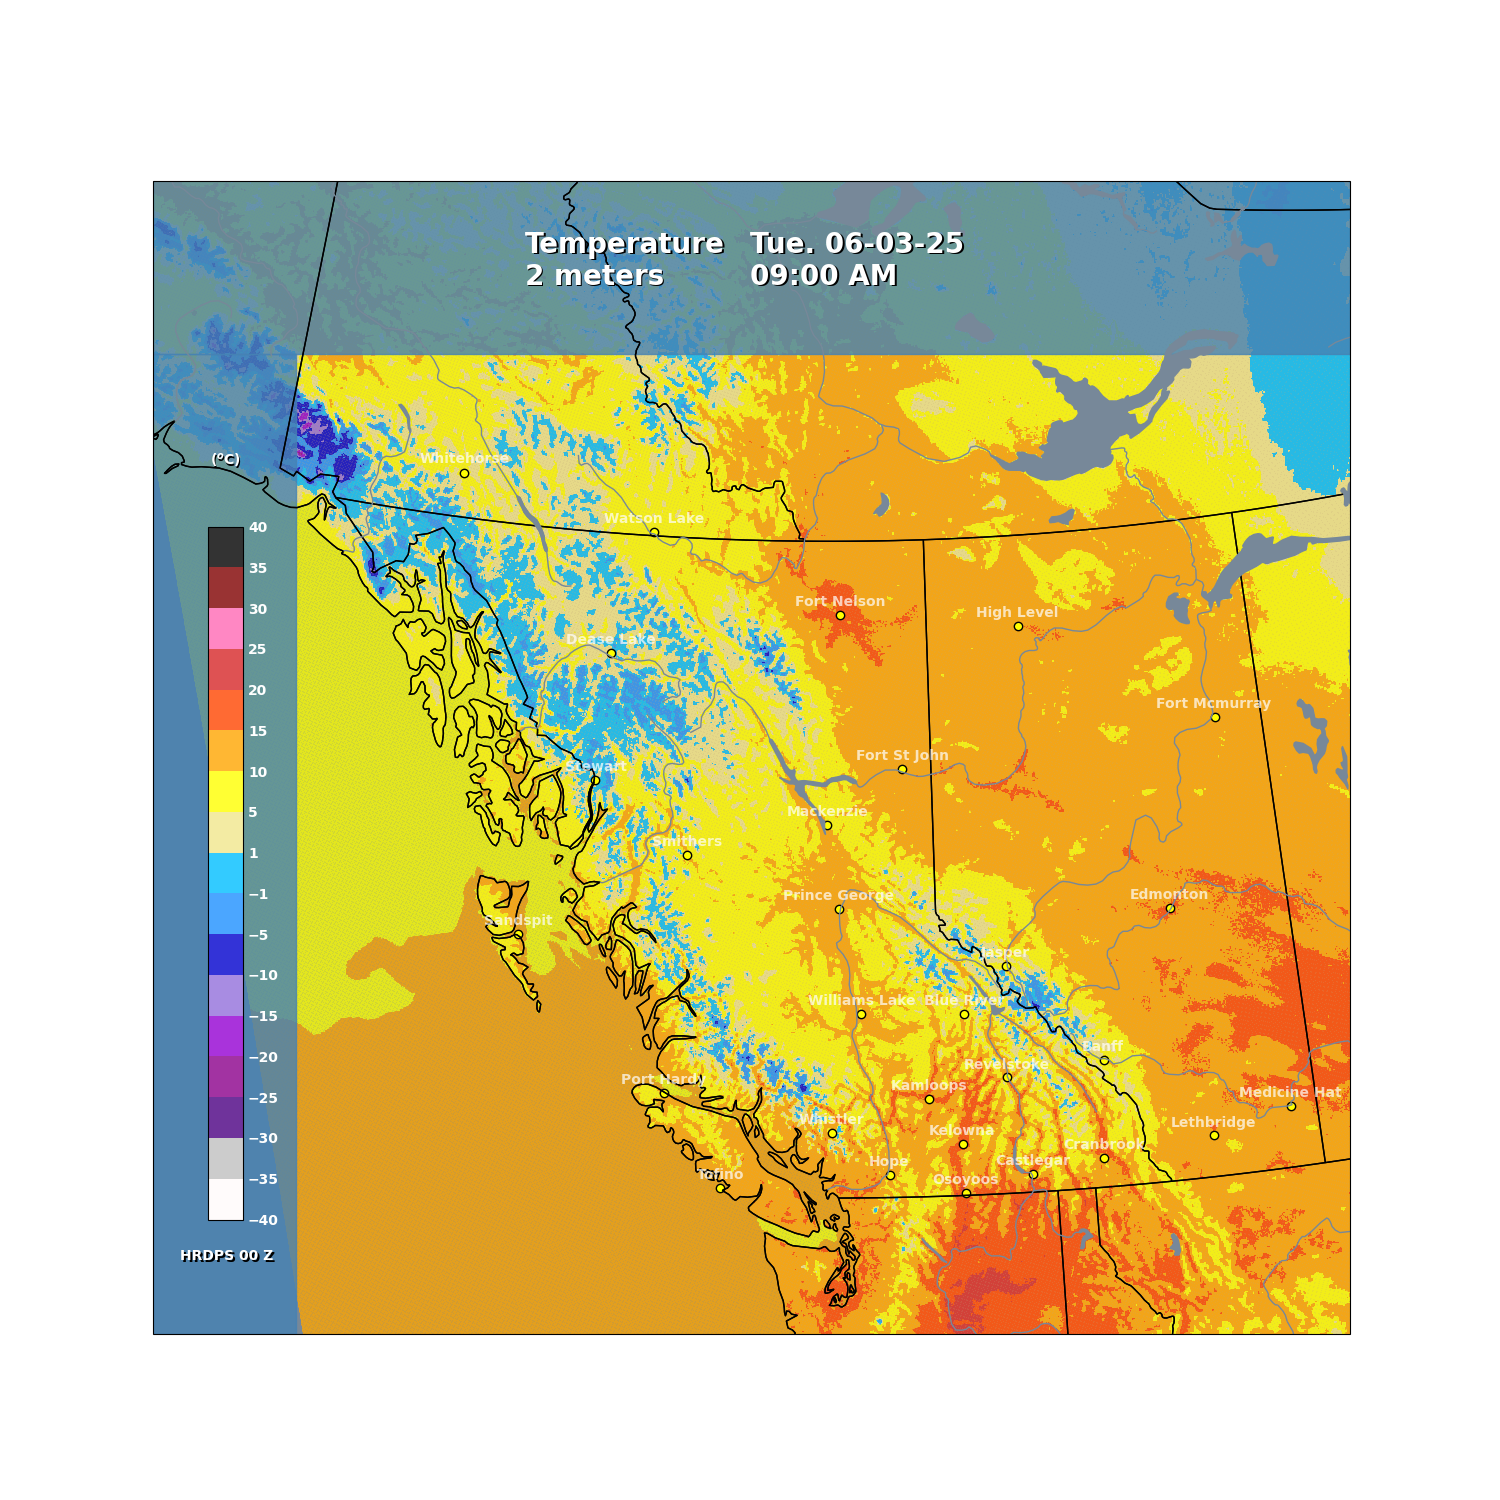 Temperature Tue. 06-03-25
2 meters 09:00 AM
Whitehorse
(°C)
Watson Lake
40
35
30
25
20
15
10
5
1
−1
−5
−10
−15
−20
−25
−30
−35
−40
HRDPS 00 Z
Fort Nelson
High Level
Dease Lake
Fort Mcmurray
Fort St John
Stewart
Mackenzie
Smithers
Prince George
Edmonton
Sandspit
Jasper
Williams Lake
Blue River
Banff
Revelstoke
Port Hardy
Kamloops
Medicine Hat
Whistler
Lethbridge
Kelowna
Cranbrook
Hope
Castlegar
Tofino
Osoyoos